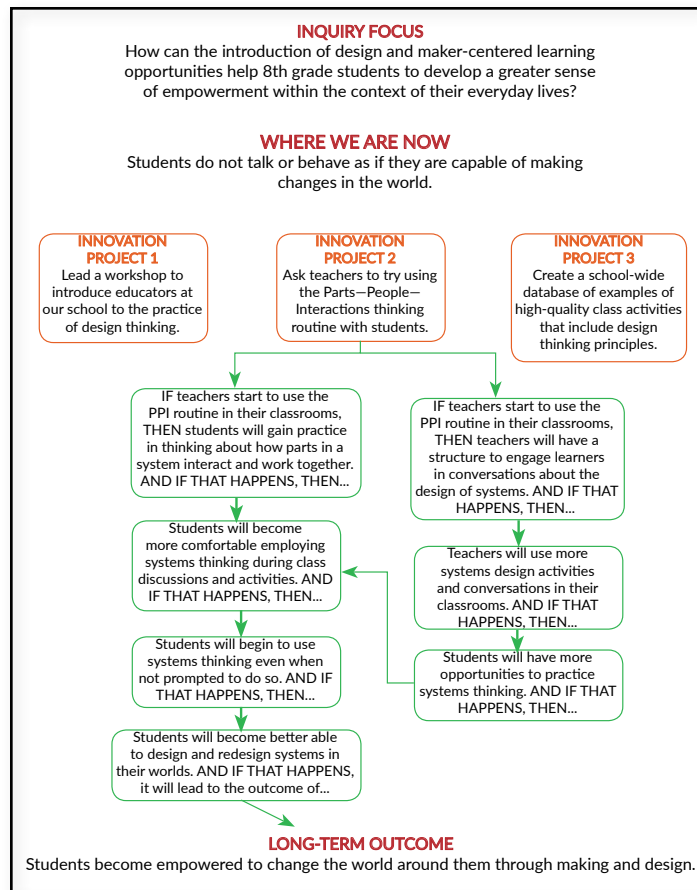 INQUIRY FOCUS
How can the introduction of design and maker-centered learning
opportunities help 8th grade students to develop a greater sense
of empowerment within the context of their everyday lives?
WHERE WE ARE NOW
Students do not talk or behave as if they are capable of making
changes in the world.
INNOVATION
PROJECT 1
Lead a workshop to
introduce educators at
our school to the practice
of design thinking.
INNOVATION
PROJECT 2
Ask teachers to try using
the Parts—People—
Interactions thinking
routine with students.
INNOVATION
PROJECT 3
Create a school-wide
database of examples of
high-quality class activities
that include design
thinking principles.
IF teachers start to use the
PPI routine in their classrooms,
THEN students will gain practice
in thinking about how parts in a
system interact and work together.
AND IF THAT HAPPENS, THEN...
Students will become
more comfortable employing
systems thinking during class
discussions and activities. AND
IF THAT HAPPENS, THEN...
Students will begin to use
systems thinking even when
not prompted to do so. AND IF
THAT HAPPENS, THEN...
Students will become better able
to design and redesign systems in
their worlds. AND IF THAT HAPPENS,
it will lead to the outcome of...
IF teachers start to use the
PPI routine in their classrooms,
THEN teachers will have a
structure to engage learners
in conversations about the
design of systems. AND IF THAT
HAPPENS, THEN...
Teachers will use more
systems design activities
and conversations in their
classrooms. AND IF THAT
HAPPENS, THEN...
Students will have more
opportunities to practice
systems thinking. AND IF THAT
HAPPENS, THEN...
LONG-TERM OUTCOME
Students become empowered to change the world around them through making and design.